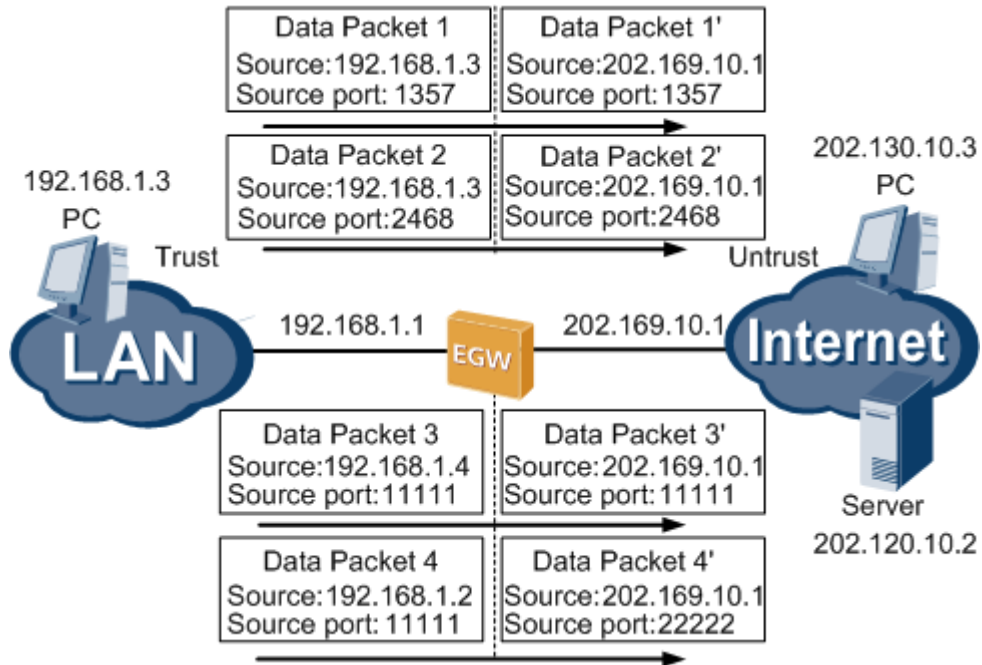 Data Packet 1
Source:192.168.1.3
Source port: 1357
Data Packet 1'
Source:202.169.10.1
Source port: 1357
Data Packet 2
Source:192.168.1.3
Source port:2468
Data Packet 2'
Source:202.169.10.1
Source port:2468
192.168.1.3
PC
Trust
202.130.10.3
PC
Untrust
LAN
192.168.1.1
EGW
202.169.10.1
Internet
Data Packet 3
Source:192.168.1.4
Source port:11111
Data Packet 3'
Source:202.169.10.1
Source port:11111
Server
202.120.10.2
Data Packet 4
Source:192.168.1.2
Source port: 11111
Data Packet 4'
Source:202.169.10.1
Source port:22222